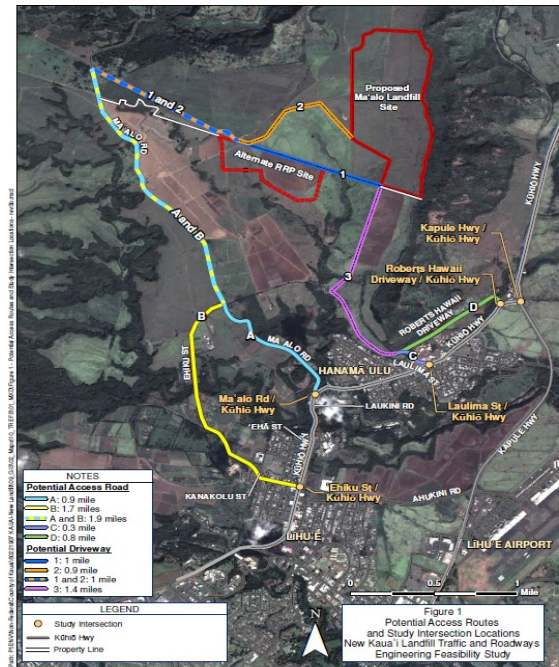 1 and 2
2
Proposed
Ma'alo Landfill
Site
MA'ALO RD
Alternate RRP Site
1
KŪHIŌ HWY
Kapule Hwy /
Kūhiō Hwy
A and B
3
Roberts Hawaii
Driveway / Kūhiō Hwy
B
D
ROBERTS HAWAII
DRIVEWAY
KŪHIŌ HWY
A
MA'ALO RD
C
EHIKU ST
HANAMĀ'ULU
LAULIMA ST
Ma'alo Rd /
Kūhiō Hwy
LAUKINI RD
Laulima St /
Kūhiō Hwy
'EHĀ ST
KŪHIŌ HWY
KAPULE HWY
KANAKOLU ST
Ehiku St /
Kūhiō Hwy
AHUKINI RD
LĪHU'E
LĪHU'E AIRPORT
NOTES
Potential Access Road
A: 0.9 mile
B: 1.7 miles
A and B: 1.9 miles
C: 0.3 mile
D: 0.8 mile
Potential Driveway
1: 1 mile
2: 0.9 mile
1 and 2: 1 mile
3: 1.4 miles
LEGEND
Study Intersection
Kūhiō Hwy
Property Line
N
0 0.5 1
Mile
Figure 1
Potential Access Routes
and Study Intersection Locations
New Kaua'i Landfill Traffic and Roadways
Engineering Feasibility Study